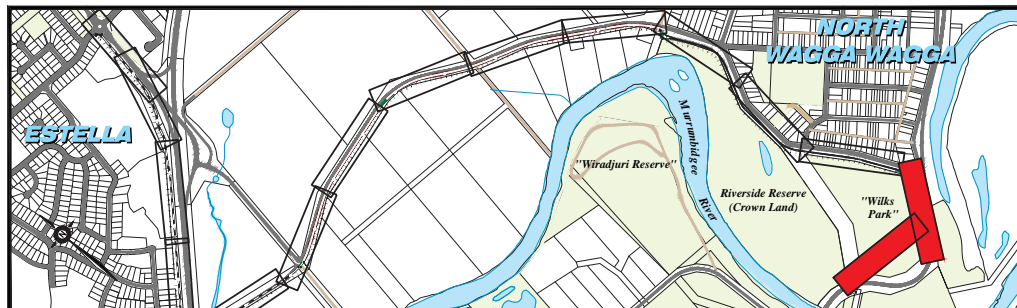 NORTH
WAGGA WAGGA
ESTELLA
"Wiradjuri Reserve"
Murrumbidgee
River
Riverside Reserve
(Crown Land)
"Wilks
Park"